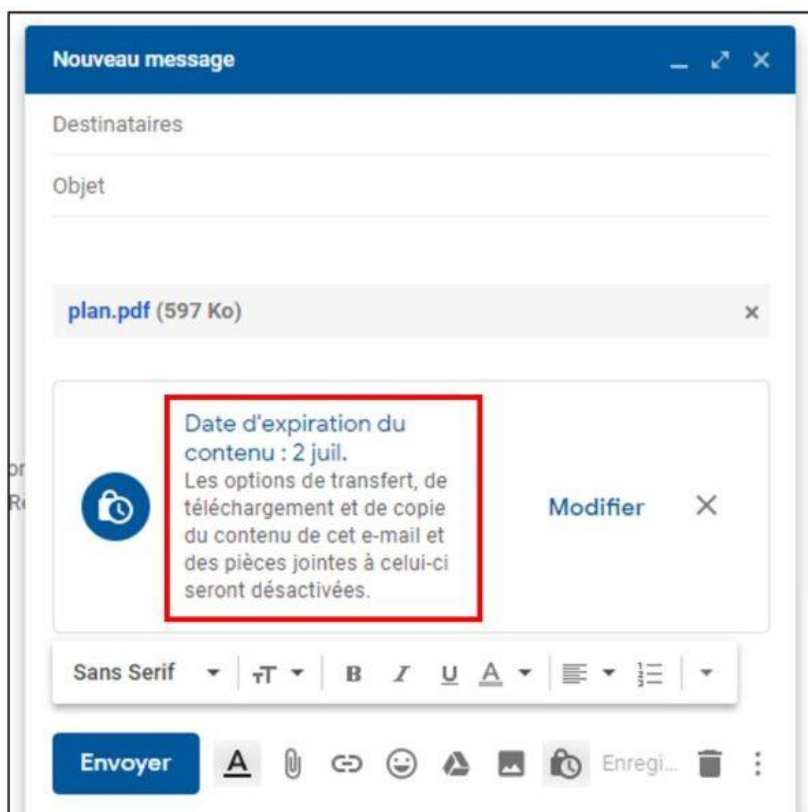 Nouveau message
Destinataires
Objet
plan.pdf (597 Ko)
Date d'expiration du
contenu : 2 juil.
Les options de transfert, de
téléchargement et de copie
du contenu de cet e-mail et
des pièces jointes à celui-ci
seront désactivées.
Modifier
Sans Serif
Envoyer
Enregi...